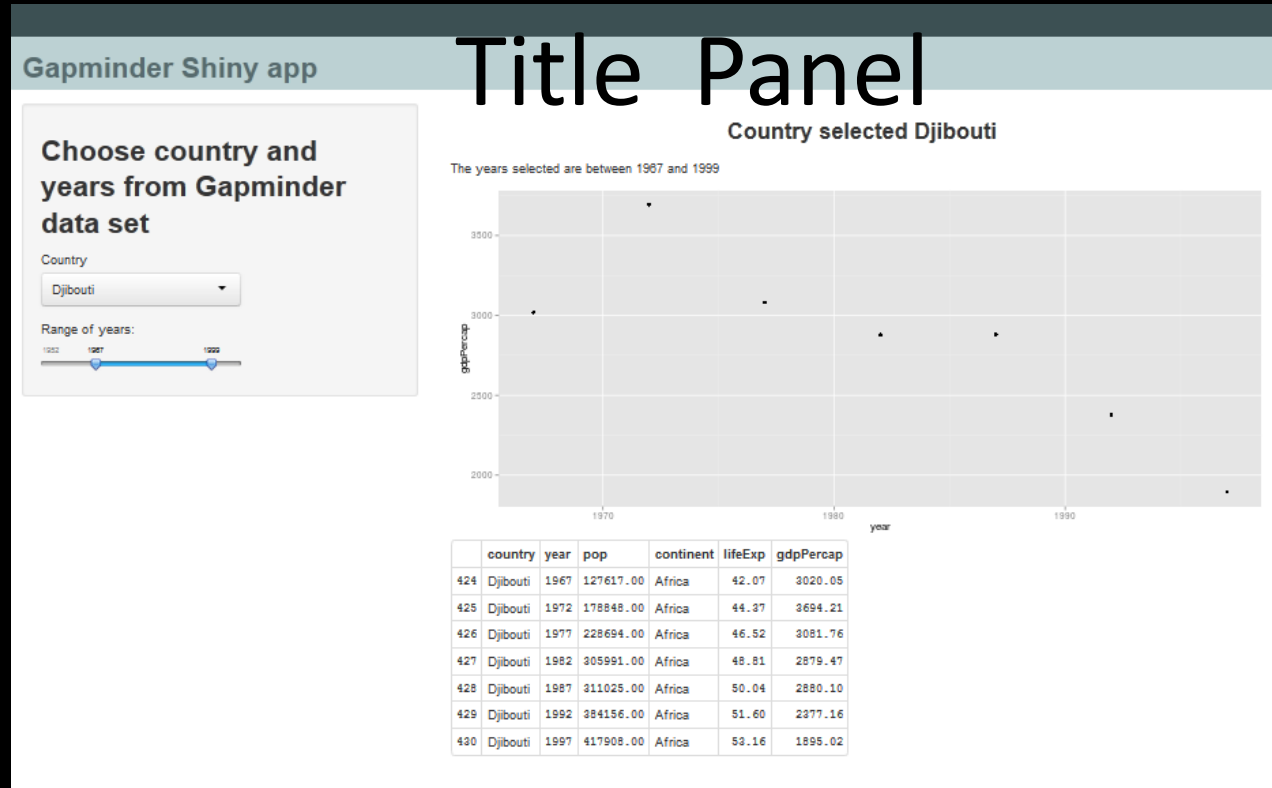 Title Panel
Gapminder Shiny app
Choose country and
years from Gapminder
data set
Country
Djibouti
Range of years:
1952 1967 1999
Country selected Djibouti
The years selected are between 1967 and 1999
3500
3000
2500
2000
gdpPercap
1970 1980 1990
year
country year pop continent lifeExp gdpPercap
424 Djibouti 1967 127617.00 Africa 42.07 3020.05
425 Djibouti 1972 178848.00 Africa 44.37 3694.21
426 Djibouti 1977 228694.00 Africa 46.52 3081.76
427 Djibouti 1982 305991.00 Africa 48.81 2879.47
428 Djibouti 1987 311025.00 Africa 50.04 2880.10
429 Djibouti 1992 384156.00 Africa 51.60 2377.16
430 Djibouti 1997 417908.00 Africa 53.16 1895.02